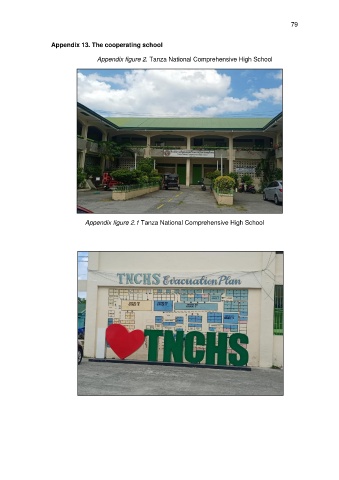 79
Appendix 13. The cooperating school
Appendix figure 2. Tanza National Comprehensive High School
Appendix figure 2.1 Tanza National Comprehensive High School
TNCHS Evacuation Plan
TNCHS